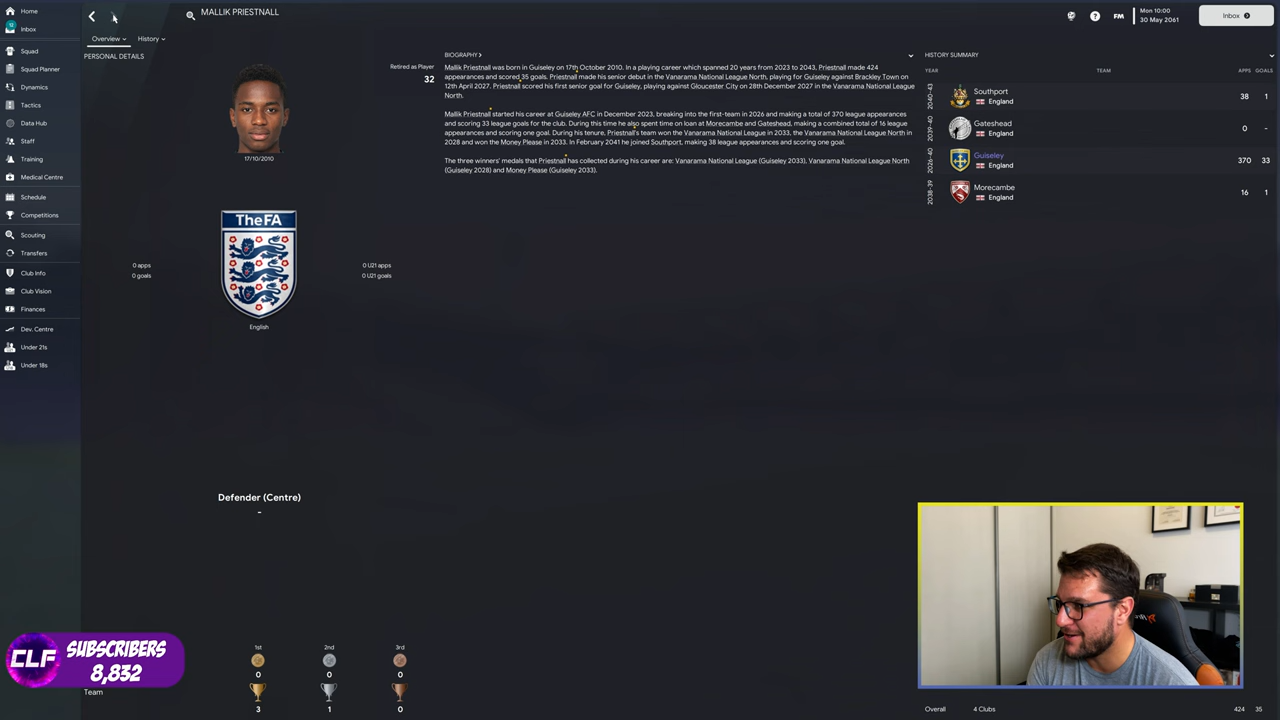 Home
MALLIK PRIESTNALL
FM
Mon 10:00
30 May 2061
Inbox
12
Inbox
Overview
History
PERSONAL DETAILS
BIOGRAPHY
HISTORY SUMMARY
Squad
Squad Planner
Dynamics
Tactics
Data Hub
Staff
Training
Medical Centre
Schedule
Competitions
Scouting
Transfers
Club Info
Club Vision
Finances
Dev. Centre
Under 21s
Under 18s
Retired as Player
32
17/10/2010
TheFA
0 apps
0 goals
0 U21 apps
0 U21 goals
English
Mallik Priestnall was born in Guiseley on 17th October 2010. In a playing career which spanned 20 years from 2023 to 2043, Priestnall made 424
appearances and scored 35 goals. Priestnall made his senior debut in the Vanarama National League North, playing for Guiseley against Brackley Town on
12th April 2027. Priestnall scored his first senior goal for Guiseley, playing against Gloucester City on 28th December 2027 in the Vanarama National League
North.
Mallik Priestnall started his career at Guiseley AFC in December 2023, breaking into the first-team in 2026 and making a total of 370 league appearances
and scoring 33 league goals for the club. During this time he also spent time on loan at Morecambe and Gateshead, making a combined total of 16 league
appearances and scoring one goal. During his tenure, Priestnall's team won the Vanarama National League in 2033, the Vanarama National League North in
2028 and won the Money Please in 2033. In February 2041 he joined Southport, making 38 league appearances and scoring one goal.
The three winners' medals that Priestnall has collected during his career are: Vanarama National League (Guiseley 2033), Vanarama National League North
(Guiseley 2028) and Money Please (Guiseley 2033).
YEAR
TEAM
APPS
GOALS
2040-43
Southport
England
38
1
2039-40
Gateshead
England
0
-
2026-40
Guiseley
England
370
33
2038-39
Morecambe
England
16
1
Defender (Centre)
-
1st
2nd
3rd
0
0
0
3
1
0
CLF
SUBSCRIBERS
8,832
Team
Overall
4 Clubs
424
35